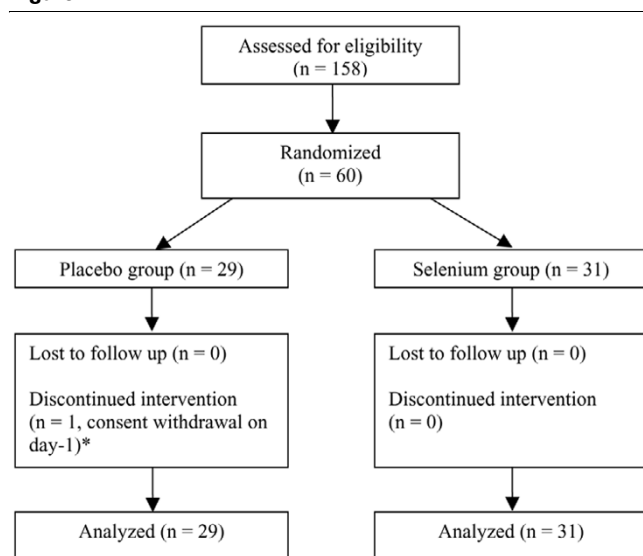 Assessed for eligibility
(n = 158)
Randomized
(n = 60)
Placebo group (n = 29)
Selenium group (n = 31)
Lost to follow up (n = 0)
Discontinued intervention
(n = 1, consent withdrawal on
day-1)*
Lost to follow up (n = 0)
Discontinued intervention
(n = 0)
Analyzed (n = 29)
Analyzed (n = 31)